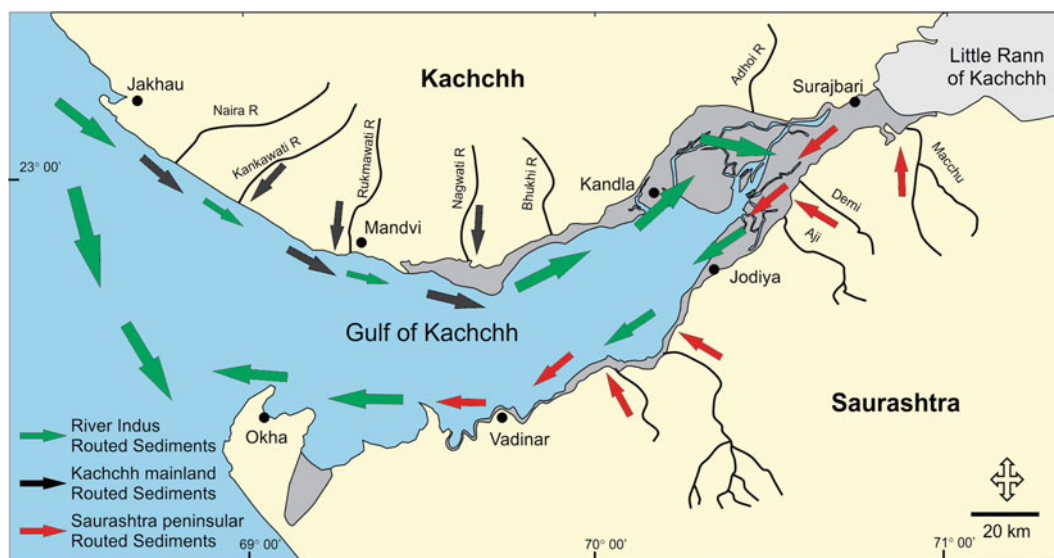 Kachchh
Little Rann
of Kachchh
Adhoi R
Surajbari
Jakhau
Naira R
Kankawati R
Rukmawati R
Nagwati R
Bhukhi R
Macchu
23° 00'
Kandla
Mandvi
Demi
Aji
Jodiya
Gulf of Kachchh
Saurashtra
Okha
Vadinar
River Indus
Routed Sediments
Kachchh mainland
Routed Sediments
Saurashtra peninsular
Routed Sediments
20 km
69° 00'
70° 00'
71° 00'